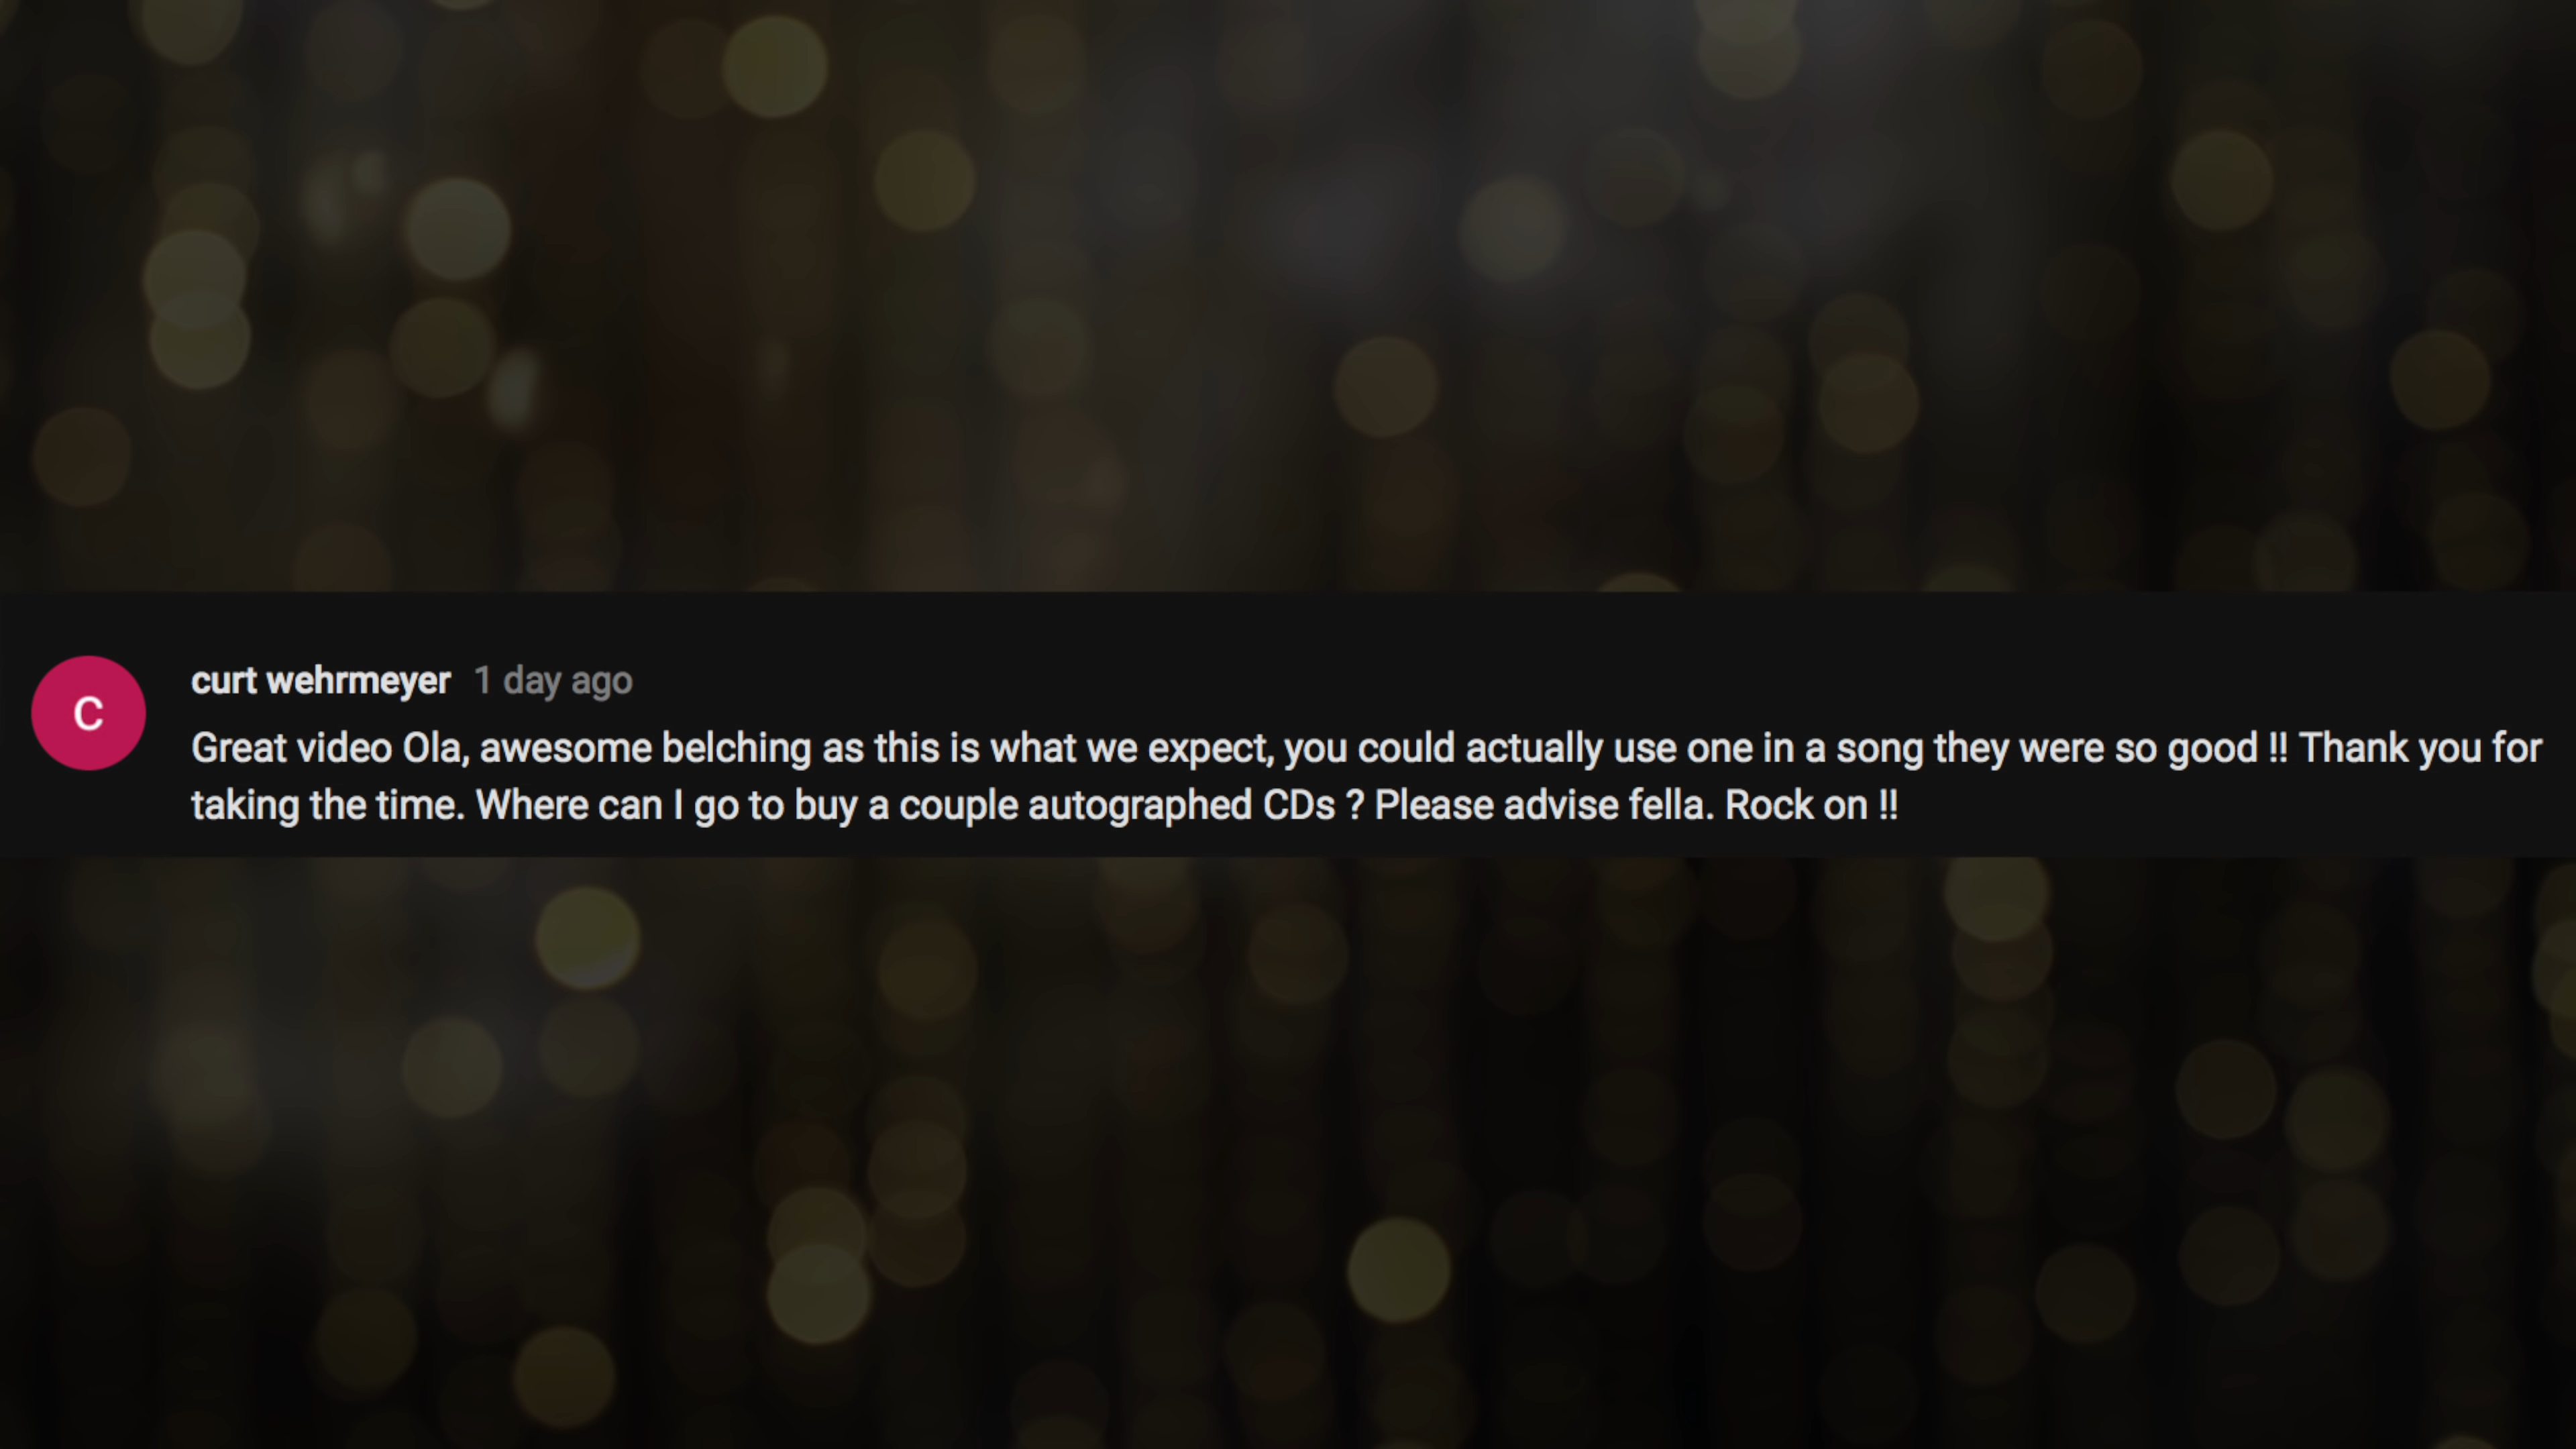 C
curt wehrmeyer 1 day ago
Great video Ola, awesome belching as this is what we expect, you could actually use one in a song they were so good !! Thank you for
taking the time. Where can I go to buy a couple autographed CDs ? Please advise fella. Rock on !!